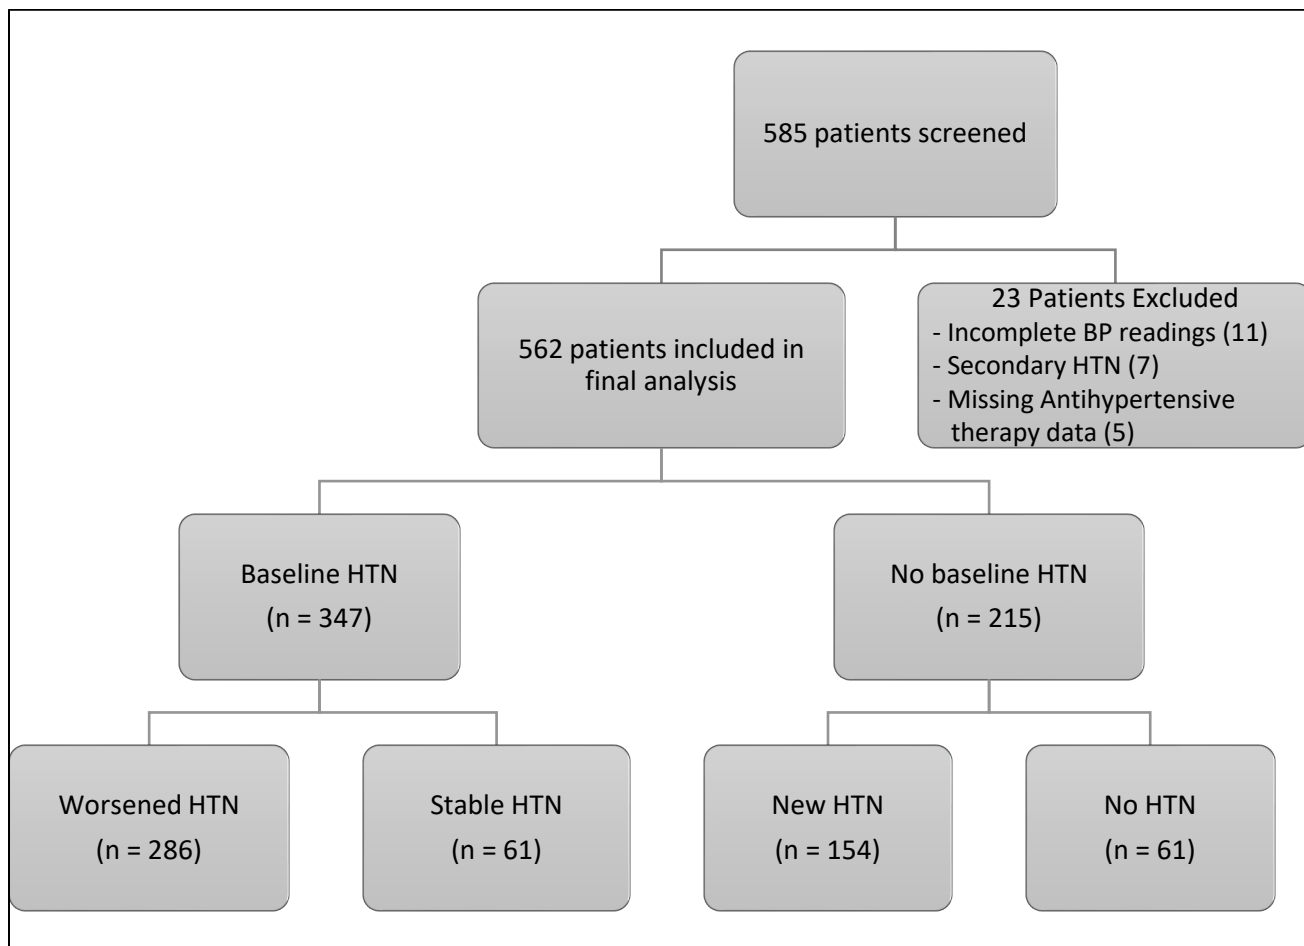 585 patients screened
562 patients included in
final analysis
23 Patients Excluded
- Incomplete BP readings (11)
- Secondary HTN (7)
- Missing Antihypertensive
therapy data (5)
Baseline HTN
(n = 347)
No baseline HTN
(n = 215)
Worsened HTN
(n = 286)
Stable HTN
(n = 61)
New HTN
(n = 154)
No HTN
(n = 61)